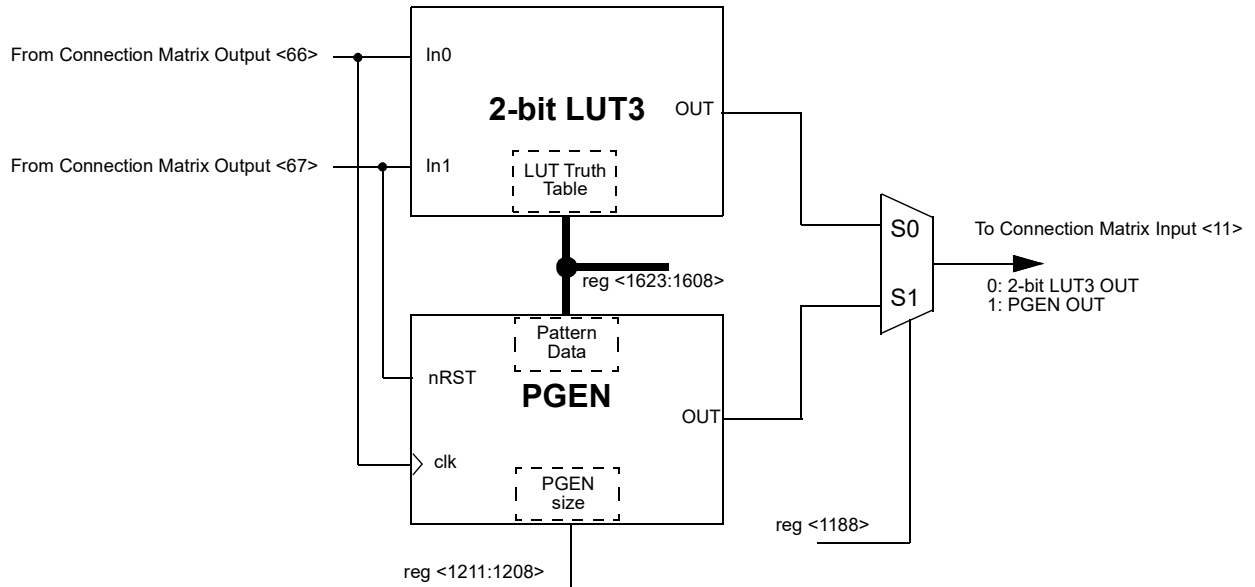 From Connection Matrix Output <66>
In0
2-bit LUT3
OUT
From Connection Matrix Output <67>
In1
LUT Truth
Table
S0
To Connection Matrix Input <11>
reg <1623:1608>
0: 2-bit LUT3 OUT
1: PGEN OUT
S1
Pattern
Data
nRST
PGEN
OUT
clk
PGEN
size
reg <1188>
reg <1211:1208>